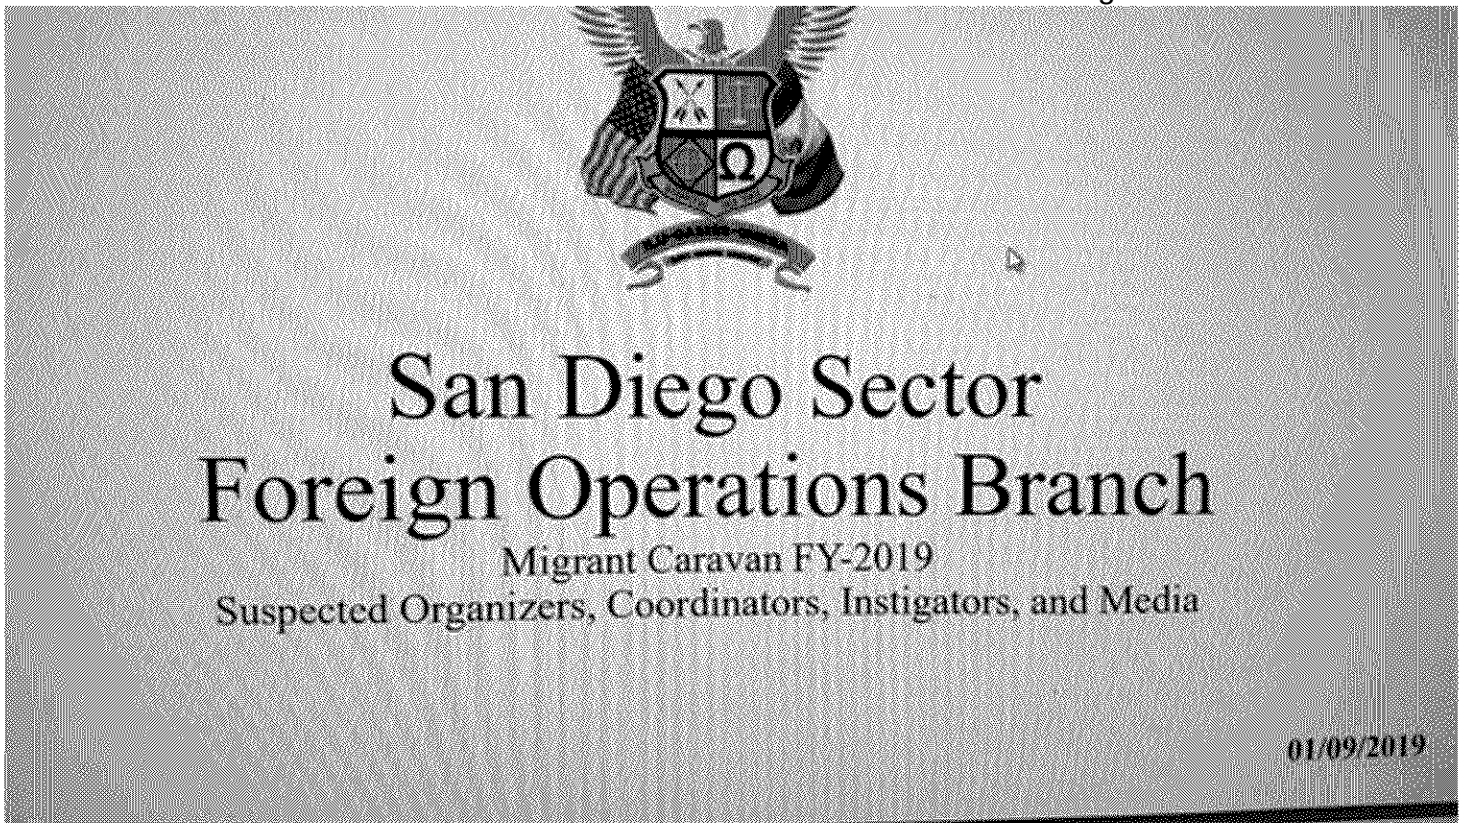 San Diego Sector
Foreign Operations Branch
Migrant Caravan FY-2019
Suspected Organizers, Coordinators, Instigators, and Media
01/09/2019